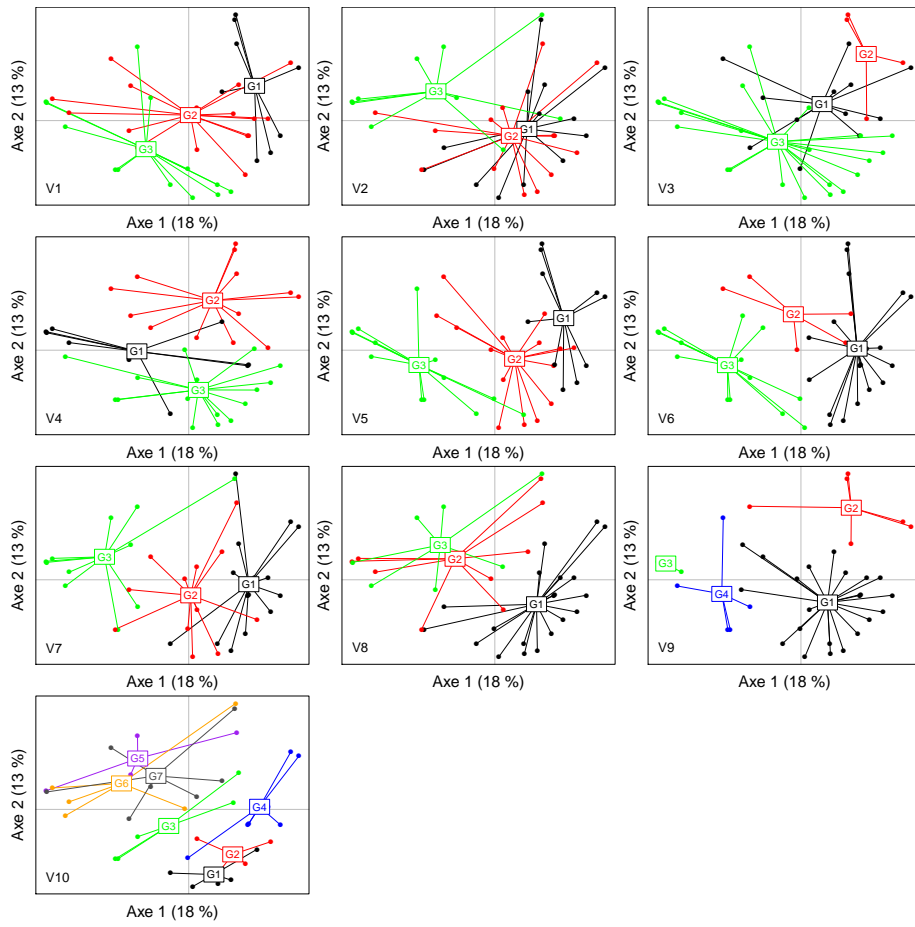 Axe 2 (13 %)
G1
G2
G3
V1
Axe 1 (18 %)
Axe 2 (13 %)
G3
G1
G2
V2
Axe 1 (18 %)
Axe 2 (13 %)
G2
G1
G3
V3
Axe 1 (18 %)
Axe 2 (13 %)
G2
G1
G3
V4
Axe 1 (18 %)
Axe 2 (13 %)
G1
G2
G3
V5
Axe 1 (18 %)
Axe 2 (13 %)
G2
G1
G3
V6
Axe 1 (18 %)
Axe 2 (13 %)
G3
G1
G2
V7
Axe 1 (18 %)
Axe 2 (13 %)
G3
G2
G1
V8
Axe 1 (18 %)
Axe 2 (13 %)
G2
G3
G4
G1
V9
Axe 1 (18 %)
Axe 2 (13 %)
G5
G7
G6
G4
G3
G2
G1
V10
Axe 1 (18 %)